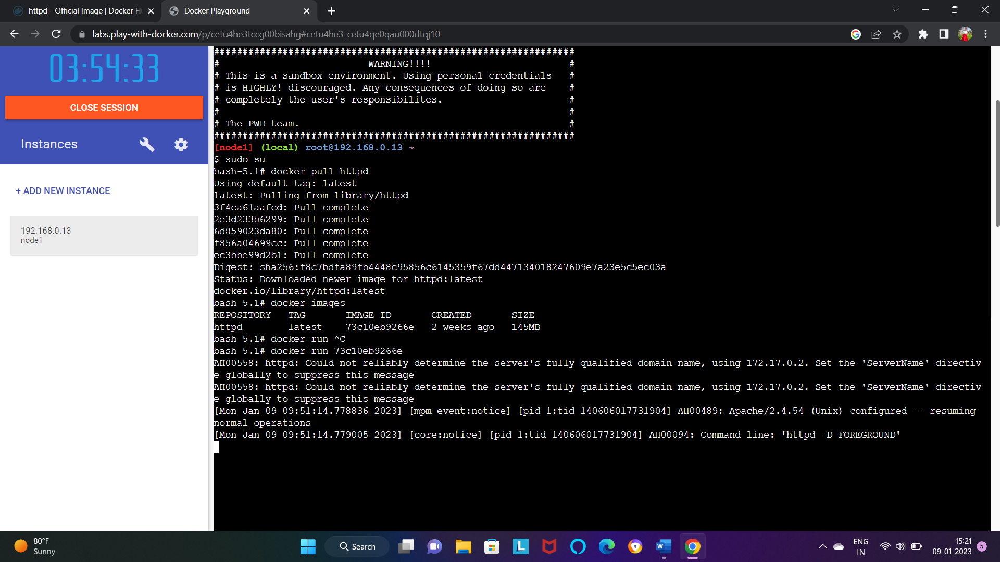 httpd - Official Image | Docker H
Docker Playground
labs.play-with-docker.com/p/cetu4he3tccg00bisahg#cetu4he3_cetu4qe0qau000dtqj10
03:54:33
CLOSE SESSION
Instances
+ ADD NEW INSTANCE
192.168.0.13
node1
###############################################################
# WARNING!!!! #
# This is a sandbox environment. Using personal credentials #
# is HIGHLY! discouraged. Any consequences of doing so are #
# completely the user's responsibilites. #
# #
# The PWD team. #
###############################################################
[node1] (local) root@192.168.0.13 ~
$ sudo su
bash-5.1# docker pull httpd
Using default tag: latest
latest: Pulling from library/httpd
3f4ca61aafcd: Pull complete
2e3d233b6299: Pull complete
6d859023da80: Pull complete
f856a04699cc: Pull complete
ec3bbe99d2b1: Pull complete
Digest: sha256:f8c7bdfa89fb4448c95856c6145359f67dd447134018247609e7a23e5c5ec03a
Status: Downloaded newer image for httpd:latest
docker.io/library/httpd:latest
bash-5.1# docker images
REPOSITORY TAG IMAGE ID CREATED SIZE
httpd latest 73c10eb9266e 2 weeks ago 145MB
bash-5.1# docker run ^C
bash-5.1# docker run 73c10eb9266e
AH00558: httpd: Could not reliably determine the server's fully qualified domain name, using 172.17.0.2. Set the 'ServerName' directiv
e globally to suppress this message
AH00558: httpd: Could not reliably determine the server's fully qualified domain name, using 172.17.0.2. Set the 'ServerName' directiv
e globally to suppress this message
[Mon Jan 09 09:51:14.778836 2023] [mpm_event:notice] [pid 1:tid 140606017731904] AH00489: Apache/2.4.54 (Unix) configured -- resuming
normal operations
[Mon Jan 09 09:51:14.779005 2023] [core:notice] [pid 1:tid 140606017731904] AH00094: Command line: 'httpd -D FOREGROUND'
80°F
Sunny
Search
ENG
IN
15:21
09-01-2023
5